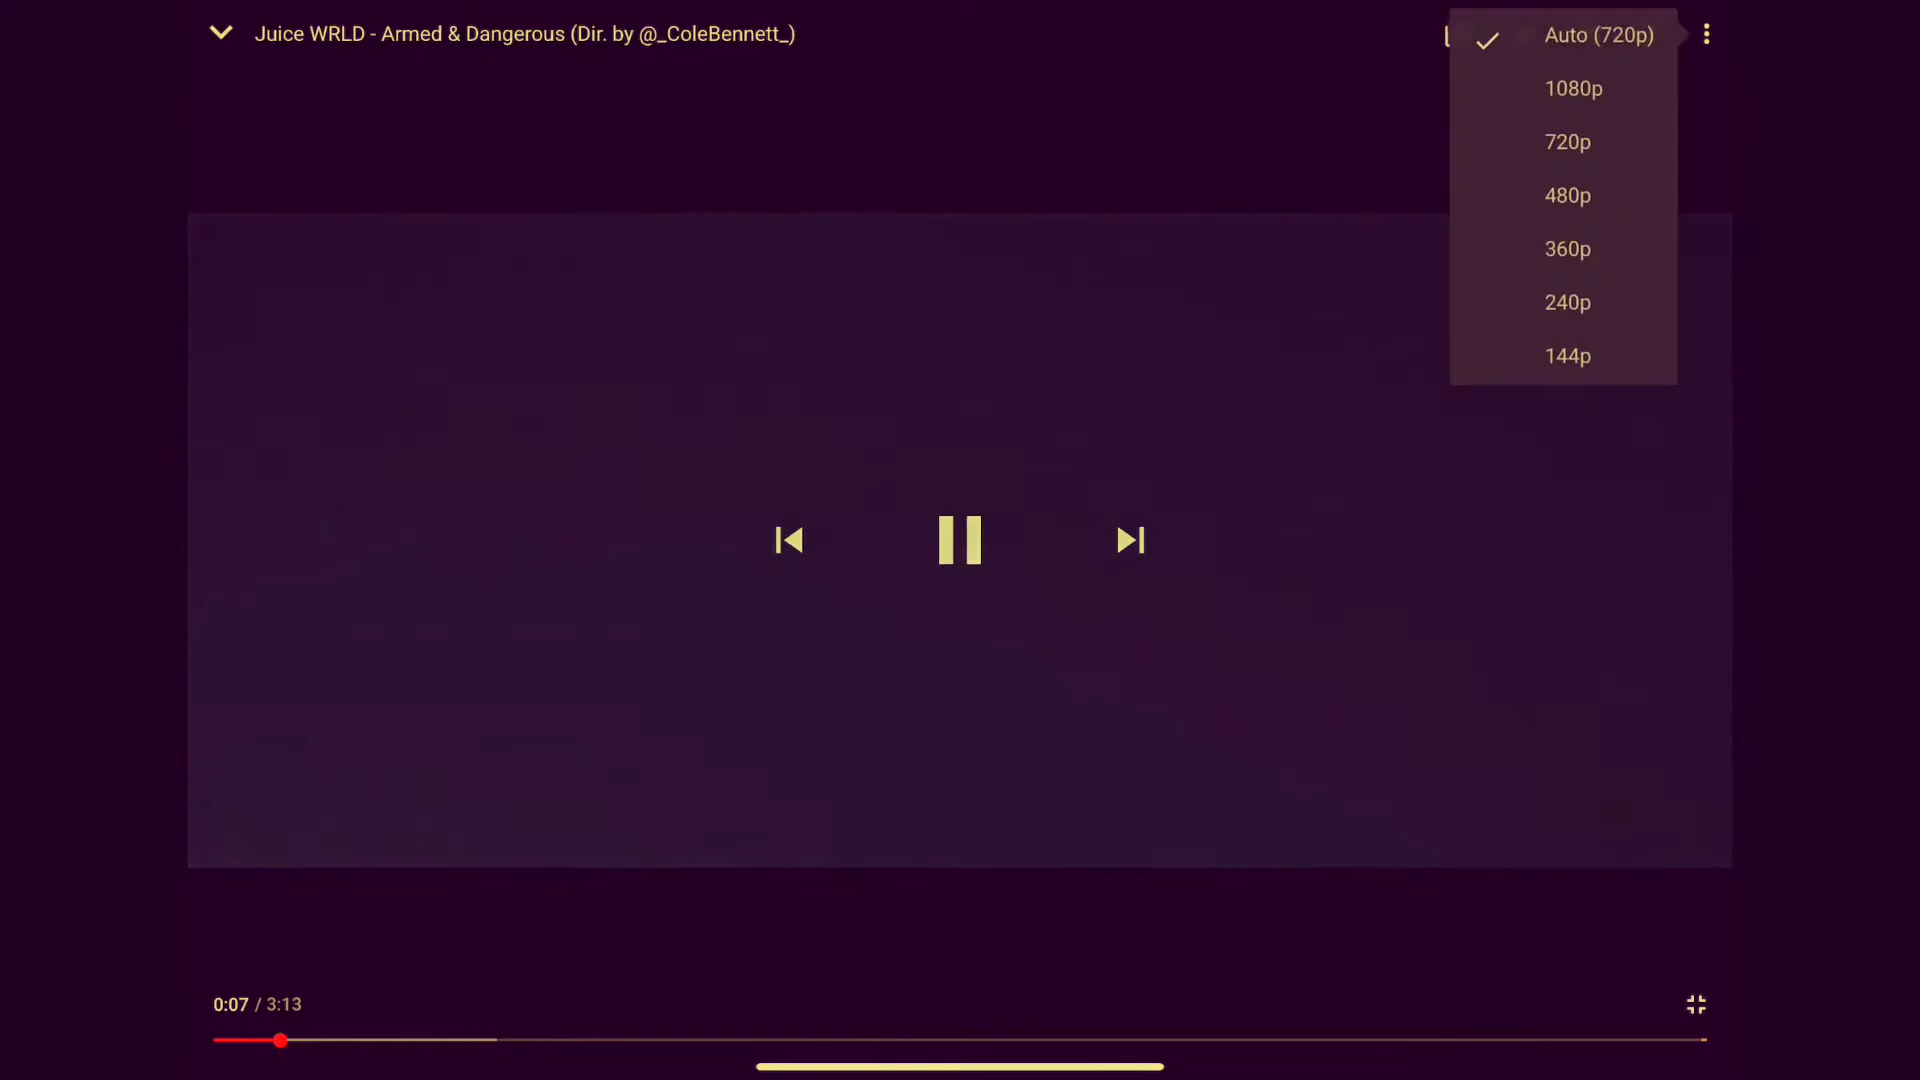 Juice WRLD - Armed & Dangerous (Dir. by @_ColeBennett_)
Auto (720p)
1080p
720p
480p
360p
240p
144p
0:07 / 3:13